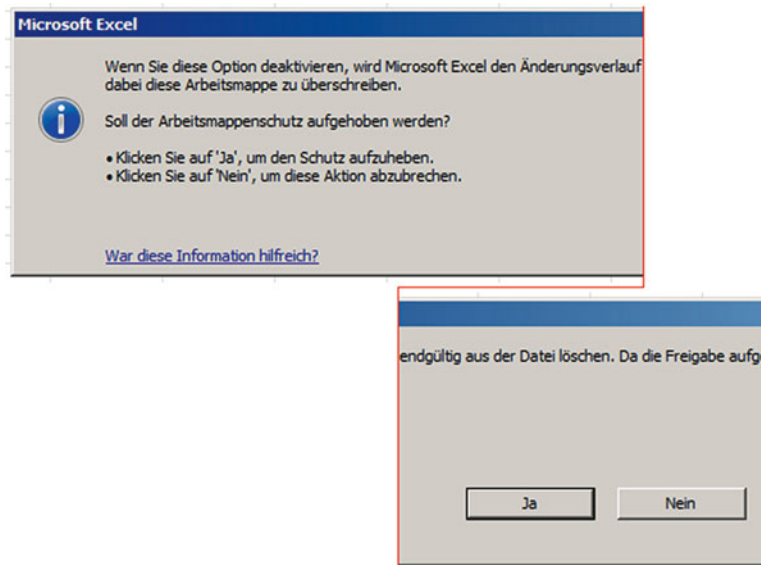 Microsoft Excel
Wenn Sie diese Option deaktivieren, wird Microsoft Excel den Änderungsverlauf
dabei diese Arbeitsmappe zu überschreiben.
Soll der Arbeitsmappenschutz aufgehoben werden?
• Klicken Sie auf 'Ja', um den Schutz aufzuheben.
• Klicken Sie auf 'Nein', um diese Aktion abzubrechen.
War diese Information hilfreich?
endgültig aus der Datei löschen. Da die Freigabe aufg
Ja
Nein